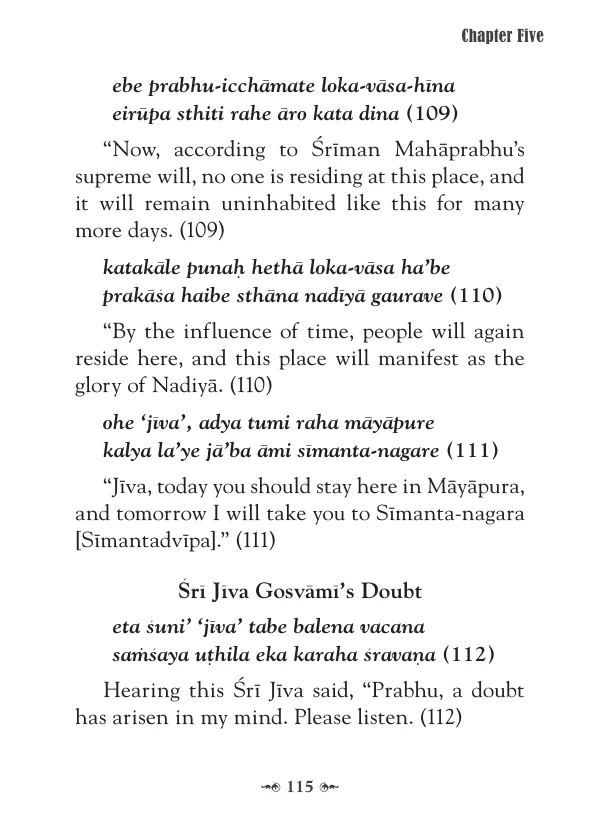 Chapter Five
ebe prabhu-icchāmate loka-vāsa-hīna
eirūpa sthiti rahe āro kata dina (109)
“Now, according to Śrīman Mahāprabhu’s
supreme will, no one is residing at this place, and
it will remain uninhabited like this for many
more days. (109)
katakāle punaḥ hethā loka-vāsa ha’be
prakāśa haibe sthāna nadīyā gaurave (110)
“By the influence of time, people will again
reside here, and this place will manifest as the
glory of Nadiyā. (110)
ohe ‘jīva’, adya tumi raha māyāpure
kalya la’ye jā’ba āmi sīmanta-nagare (111)
“Jīva, today you should stay here in Māyāpura,
and tomorrow I will take you to Sīmanta-nagara
[Sīmantadvīpa].” (111)
Śrī Jīva Gosvāmī’s Doubt
eta śuni’ ‘jīva’ tabe balena vacana
saṁśaya uṭhila eka karaha śravaṇa (112)
Hearing this Śrī Jīva said, “Prabhu, a doubt
has arisen in my mind. Please listen. (112)
115